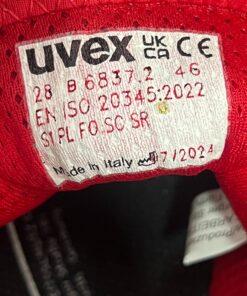 uvex UK CA CE
28 B 6837.2 46
EN ISO 20345:2022
S1 PL FO SC SR
Made in Italy 07/2024